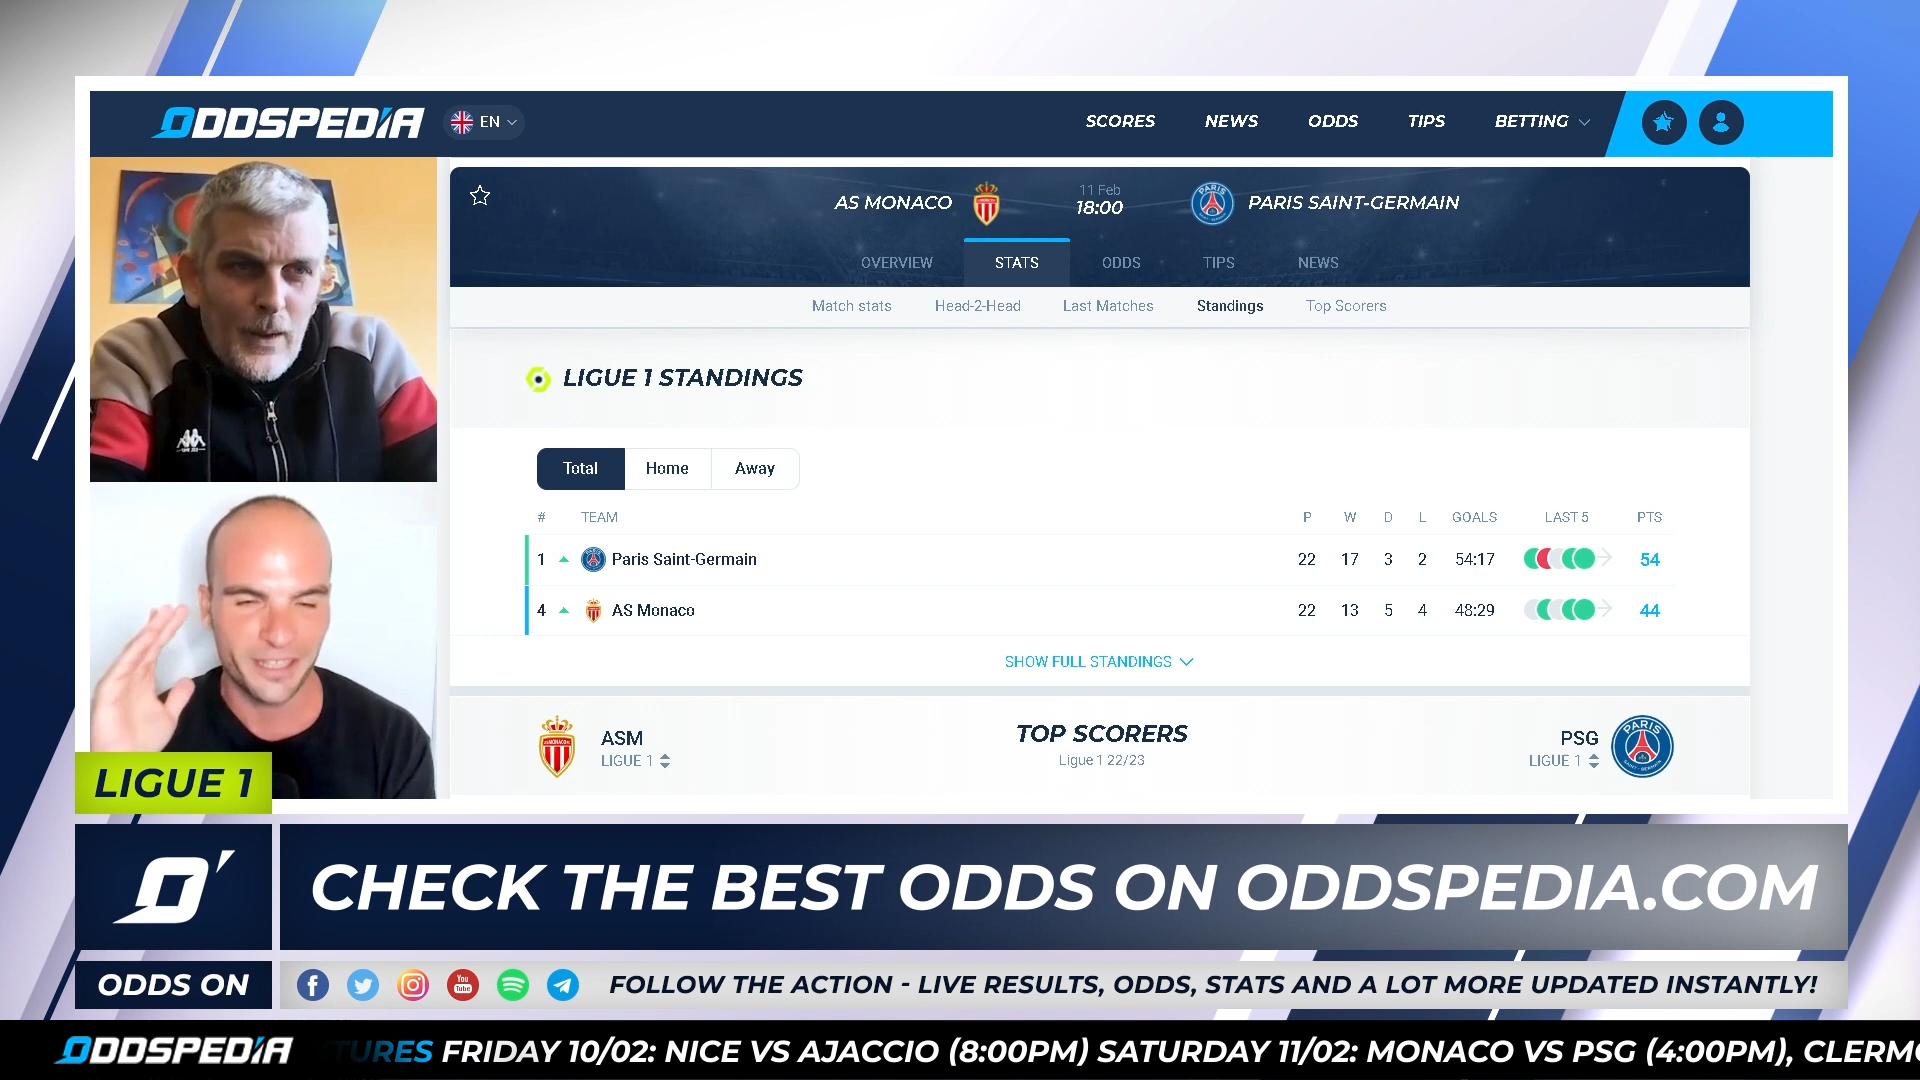 ODDSPEDIA EN SCORES NEWS ODDS TIPS BETTING
AS MONACO 11 Feb 18:00 PARIS SAINT-GERMAIN
OVERVIEW STATS ODDS TIPS NEWS
Match stats Head-2-Head Last Matches Standings Top Scorers
LIGUE 1 STANDINGS
Total Home Away
# TEAM P W D L GOALS LAST 5 PTS
1 Paris Saint-Germain 22 17 3 2 54:17 54
4 AS Monaco 22 13 5 4 48:29 44
SHOW FULL STANDINGS
ASM LIGUE 1
TOP SCORERS
Ligue 1 22/23
PSG LIGUE 1
PARIS
LIGUE 1
CHECK THE BEST ODDS ON ODDSPEDIA.COM
ODDS ON
FOLLOW THE ACTION - LIVE RESULTS, ODDS, STATS AND A LOT MORE UPDATED INSTANTLY!
ODDSPEDIA TURES FRIDAY 10/02: NICE VS AJACCIO (8:00PM) SATURDAY 11/02: MONACO VS PSG (4:00PM), CLERMO